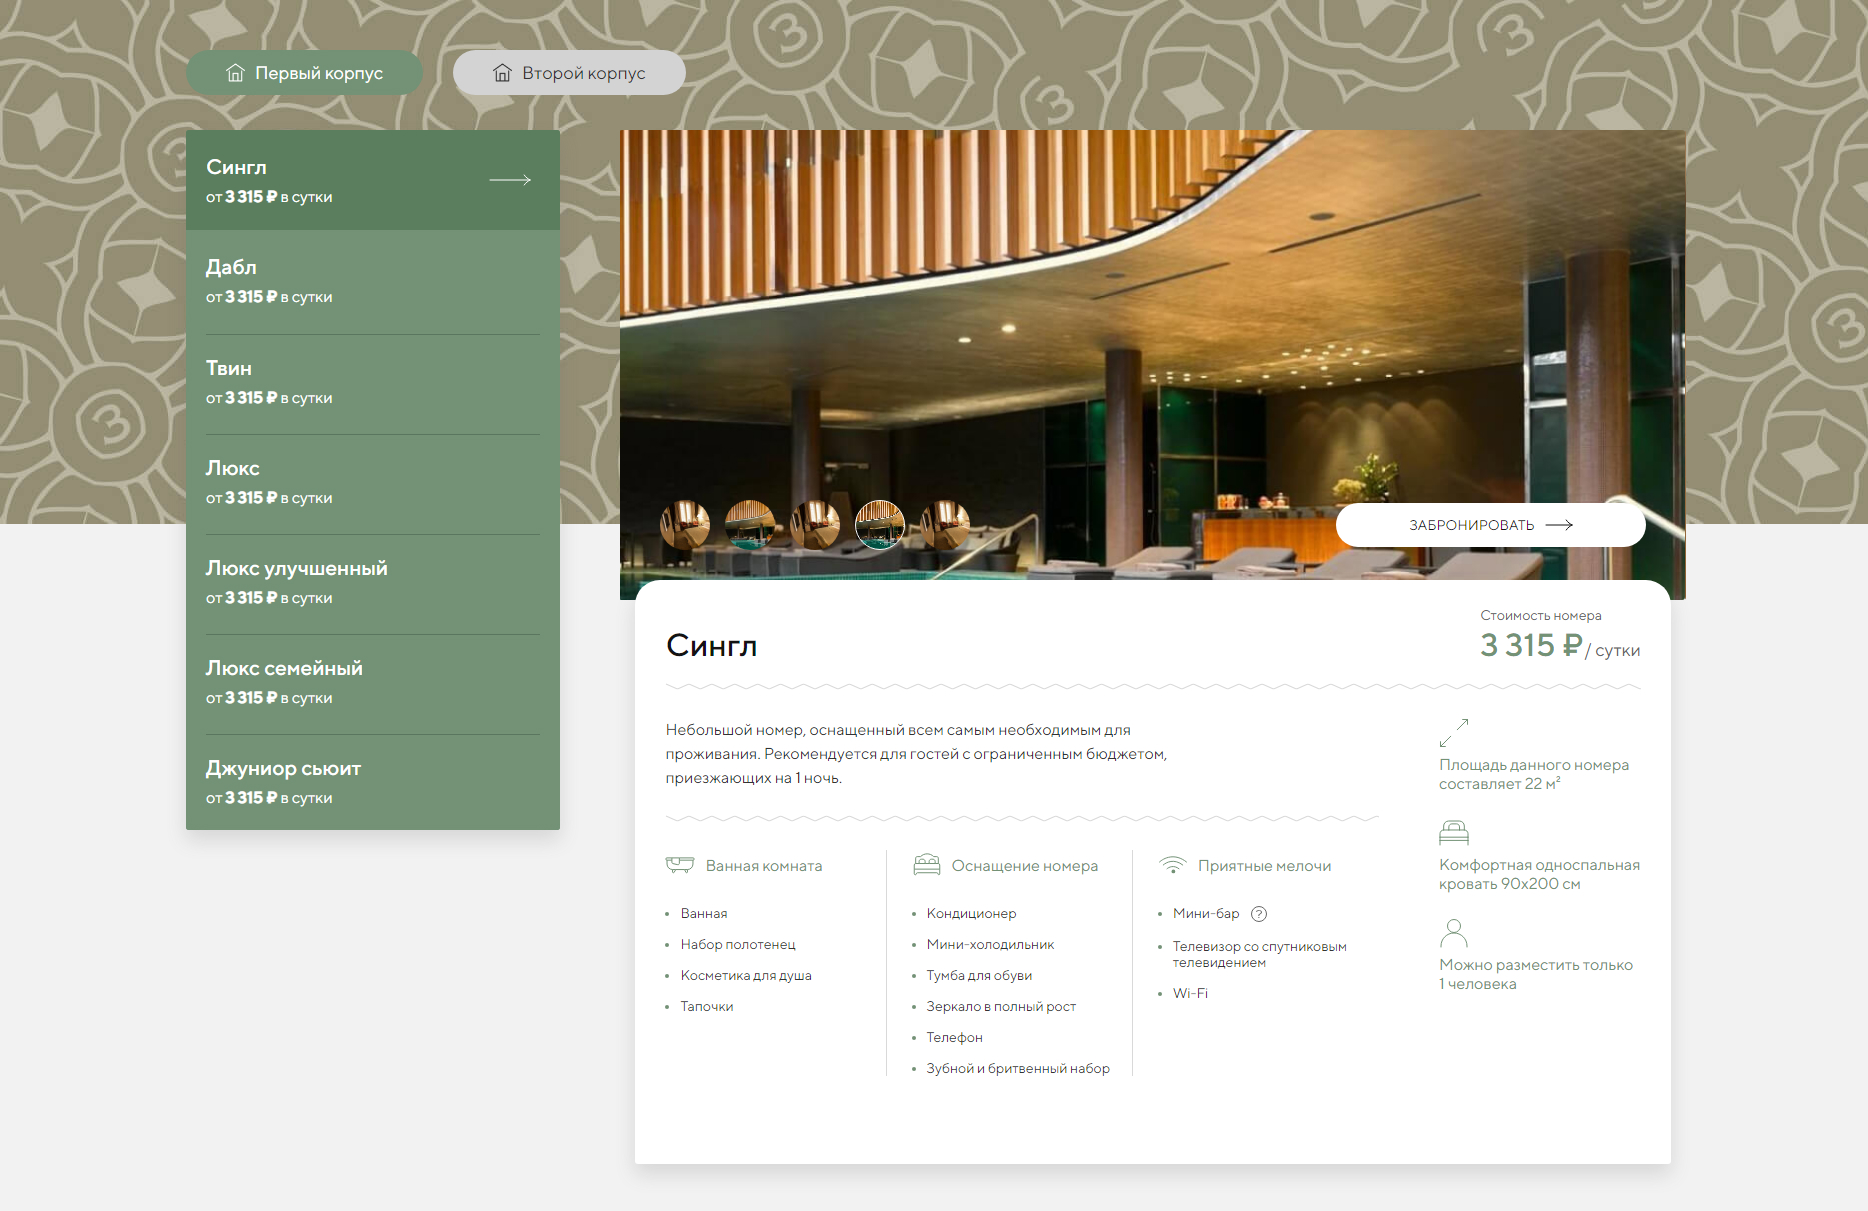 Первый корпус
Второй корпус
Сингл
от 3 315 ₽ в сутки
Дабл
от 3 315 ₽ в сутки
Твин
от 3 315 ₽ в сутки
Люкс
от 3 315 ₽ в сутки
Люкс улучшенный
от 3 315 ₽ в сутки
Люкс семейный
от 3 315 ₽ в сутки
Джуниор сьюит
от 3 315 ₽ в сутки
ЗАБРОНИРОВАТЬ
Сингл
Стоимость номера
3 315 ₽ / сутки
Небольшой номер, оснащенный всем самым необходимым для
проживания. Рекомендуется для гостей с ограниченным бюджетом,
приезжающих на 1 ночь.
Ванная комната
Ванная
Набор полотенец
Косметика для душа
Тапочки
Оснащение номера
Кондиционер
Мини-холодильник
Тумба для обуви
Зеркало в полный рост
Телефон
Зубной и бритвенный набор
Приятные мелочи
Мини-бар ?
Телевизор со спутниковым
телевидением
Wi-Fi
Площадь данного номера
составляет 22 м²
Комфортная односпальная
кровать 90x200 см
Можно разместить только
1 человека